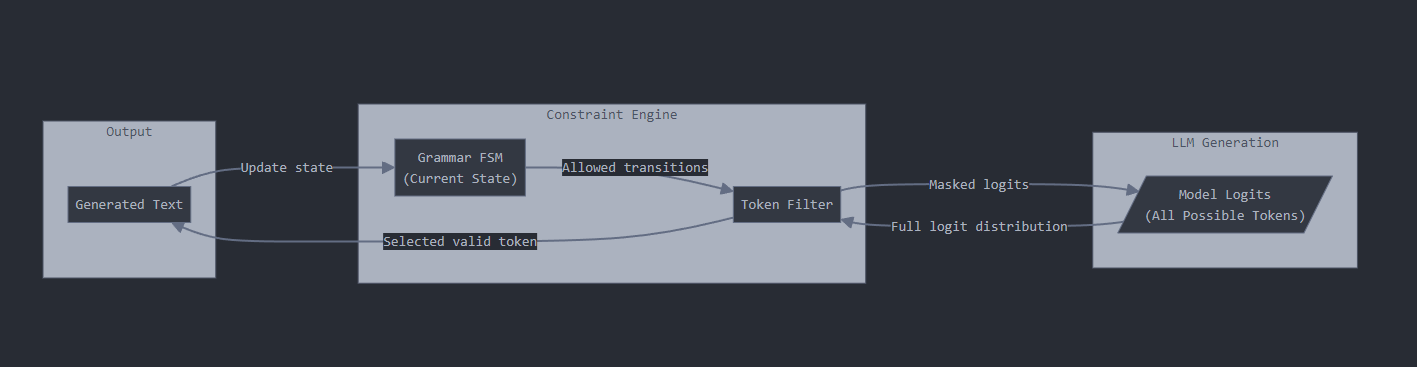 Output
Generated Text
Update state
Constraint Engine
Grammar FSM
(Current State)
Allowed transitions
Token Filter
Selected valid token
Masked logits
Full logit distribution
LLM Generation
Model Logits
(All Possible Tokens)